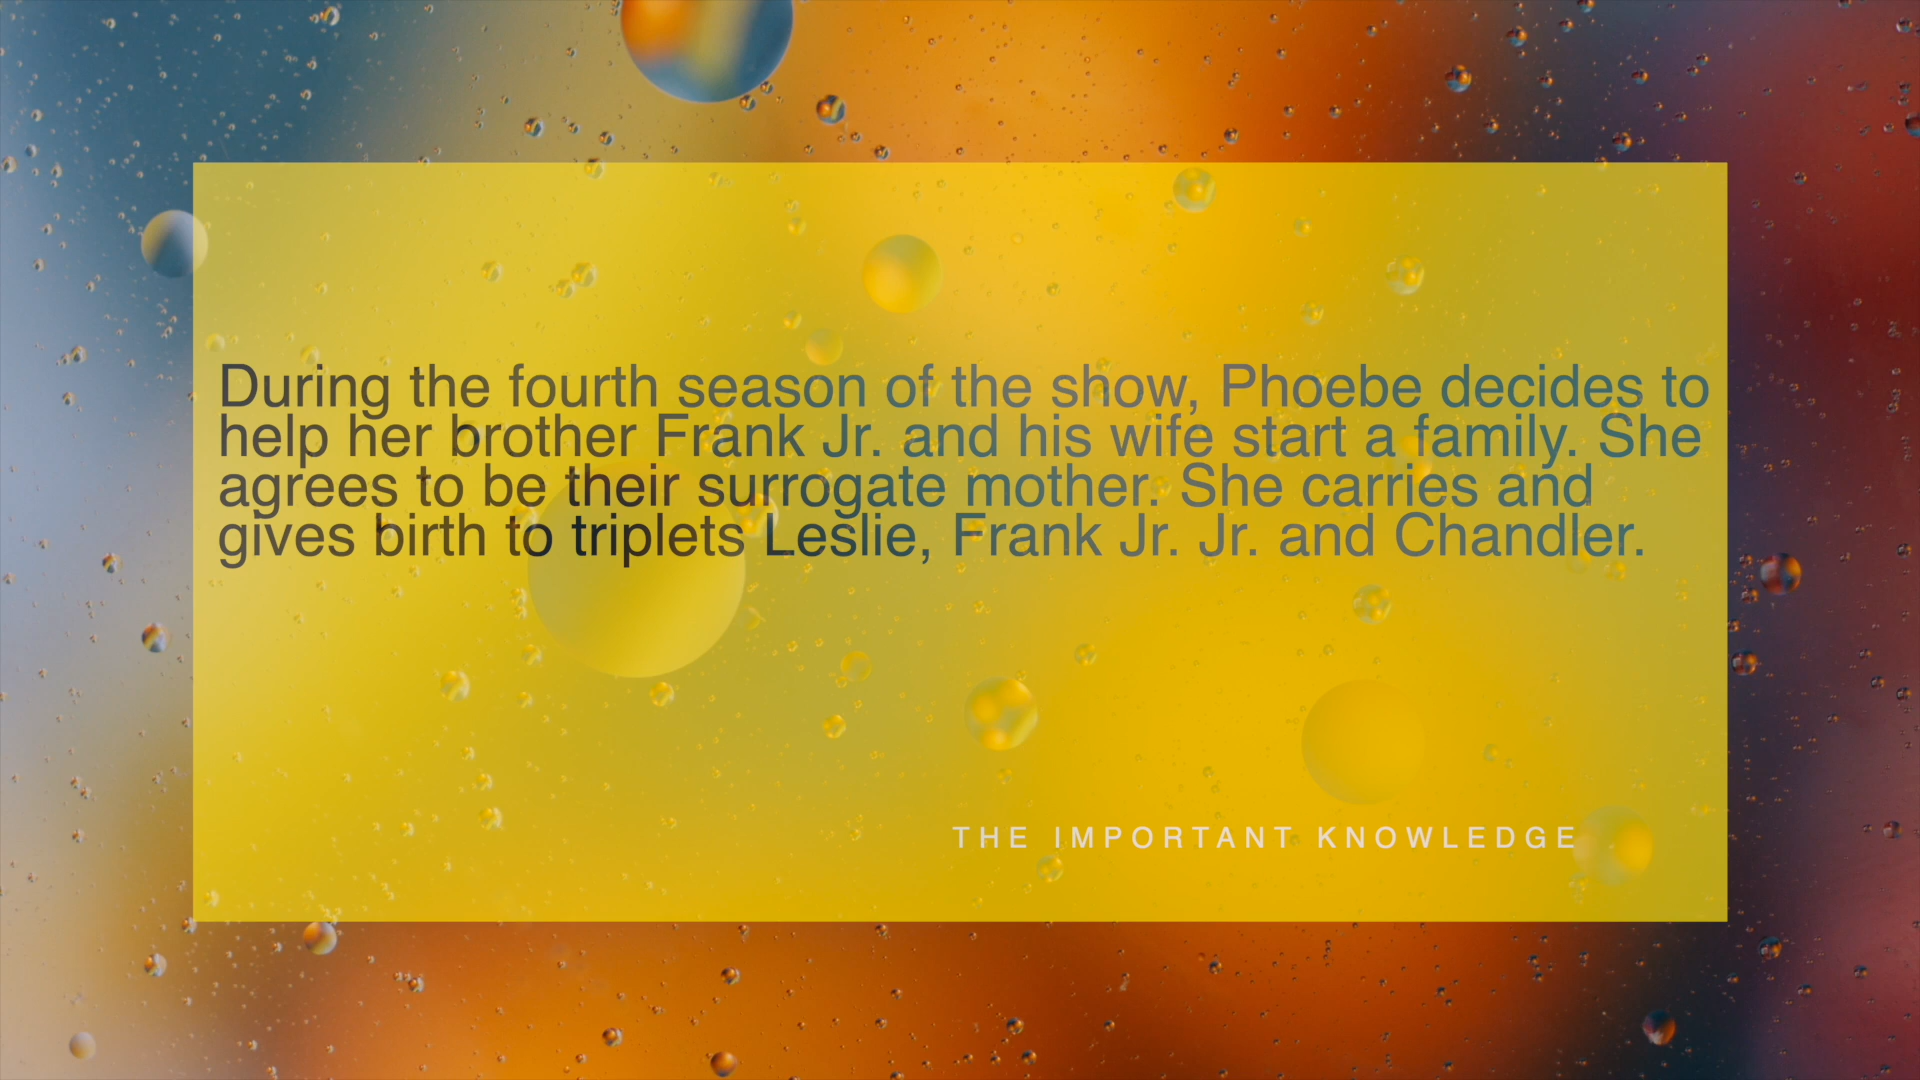 During the fourth season of the show, Phoebe decides to
help her brother Frank Jr. and his wife start a family. She
agrees to be their surrogate mother. She carries and
gives birth to triplets Leslie, Frank Jr. Jr. and Chandler.
THE IMPORTANT KNOWLEDGE